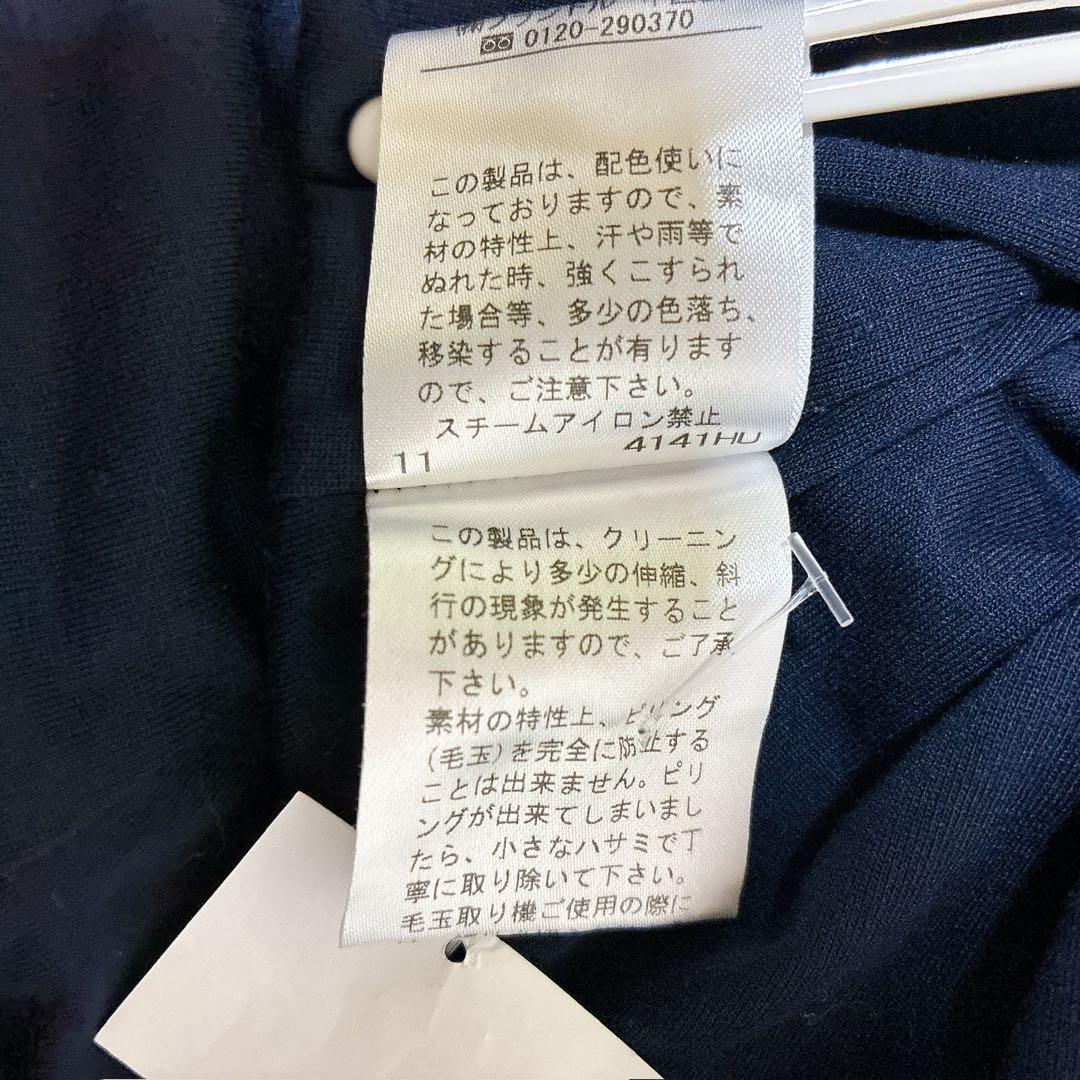 0120-290370
この製品は、配色使いに
なっておりますので、素
材の特性上、汗や雨等で
ぬれた時、強くこすられ
た場合等、多少の色落ち、
移染することが有ります
ので、ご注意下さい。
スチームアイロン禁止
11 4141HU
この製品は、クリーニン
グにより多少の伸縮、斜
行の現象が発生すること
がありますので、ご了承
下さい。
素材の特性上、ピリング
(毛玉)を完全に防止する
ことは出来ません。ピリ
ングが出来てしまいまし
たら、小さなハサミで丁
寧に取り除いて下さい。
毛玉取り機ご使用の際に